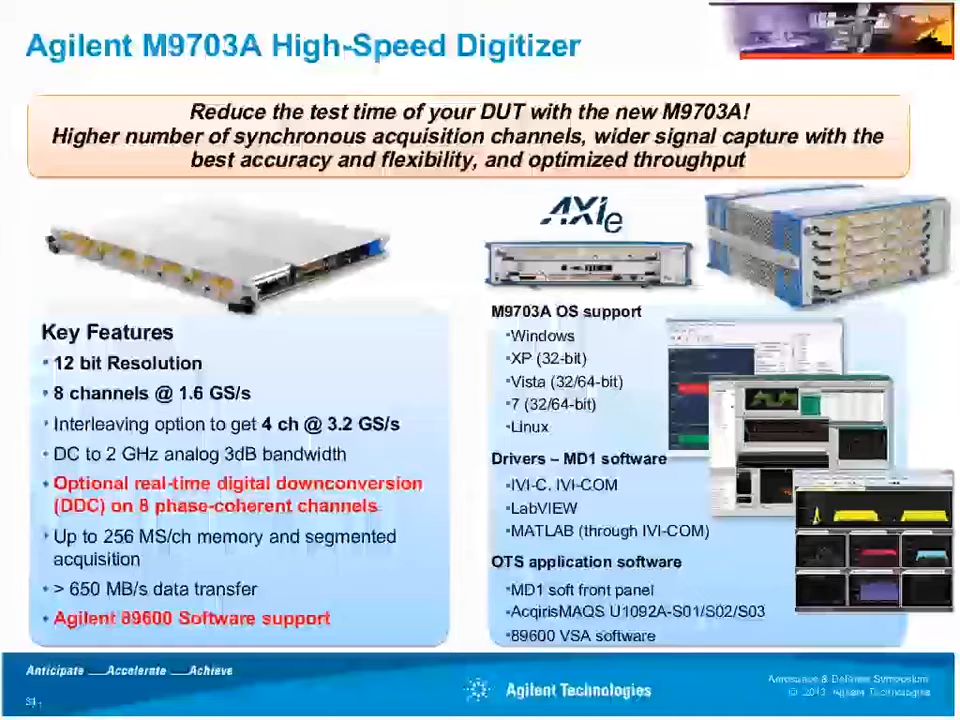 Agilent M9703A High-Speed Digitizer
Reduce the test time of your DUT with the new M9703A!
Higher number of synchronous acquisition channels, wider signal capture with the
best accuracy and flexibility, and optimized throughput
AXIe
Key Features
• 12 bit Resolution
• 8 channels @ 1.6 GS/s
• Interleaving option to get 4 ch @ 3.2 GS/s
• DC to 2 GHz analog 3dB bandwidth
• Optional real-time digital downconversion
(DDC) on 8 phase-coherent channels
• Up to 256 MS/ch memory and segmented
acquisition
• > 650 MB/s data transfer
• Agilent 89600 Software support
M9703A OS support
•Windows
•XP (32-bit)
•Vista (32/64-bit)
•7 (32/64-bit)
•Linux
Drivers – MD1 software
•IVI-C. IVI-COM
•LabVIEW
•MATLAB (through IVI-COM)
OTS application software
•MD1 soft front panel
•AcqirisMAQS U1092A-S01/S02/S03
•89600 VSA software
Anticipate Accelerate Achieve
Agilent Technologies
Aerospace & Defense Symposium
© 2013 Agilent Technologies